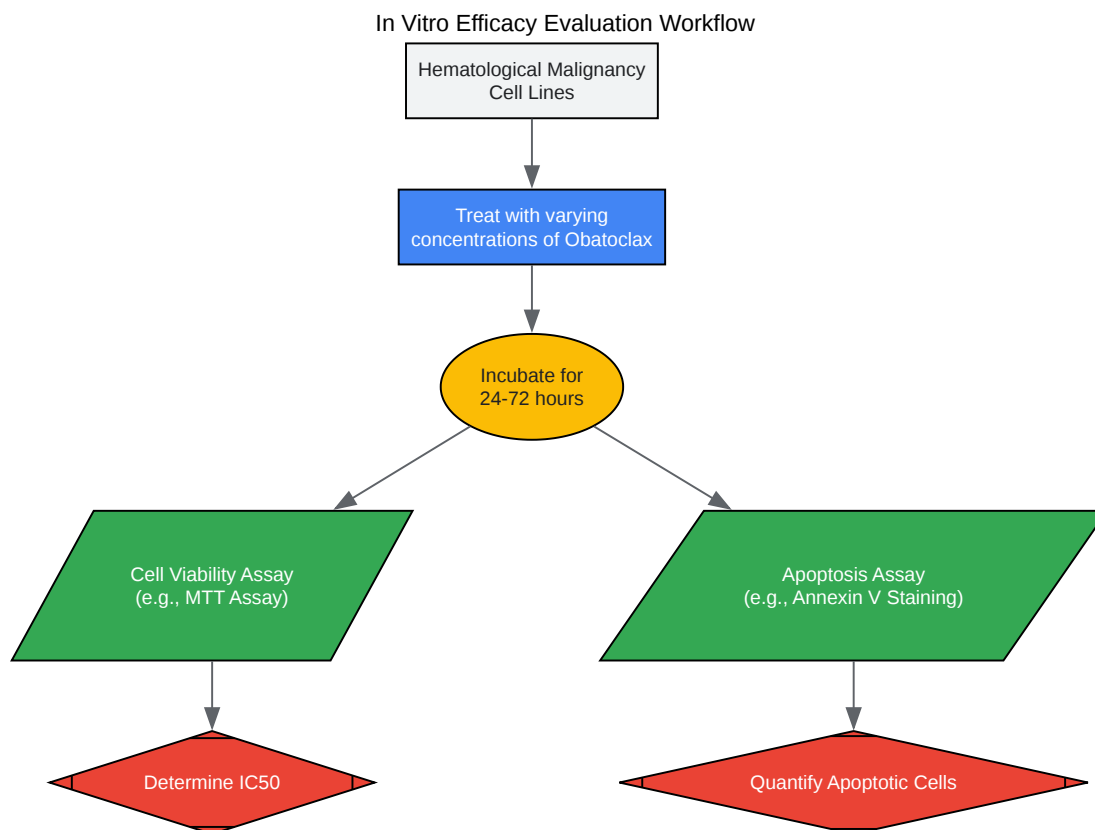 In Vitro Efficacy Evaluation Workflow
Hematological Malignancy
Cell Lines
Treat with varying
concentrations of Obatoclax
Incubate for
24-72 hours
Cell Viability Assay
(e.g., MTT Assay)
Apoptosis Assay
(e.g., Annexin V Staining)
Determine IC50
Quantify Apoptotic Cells